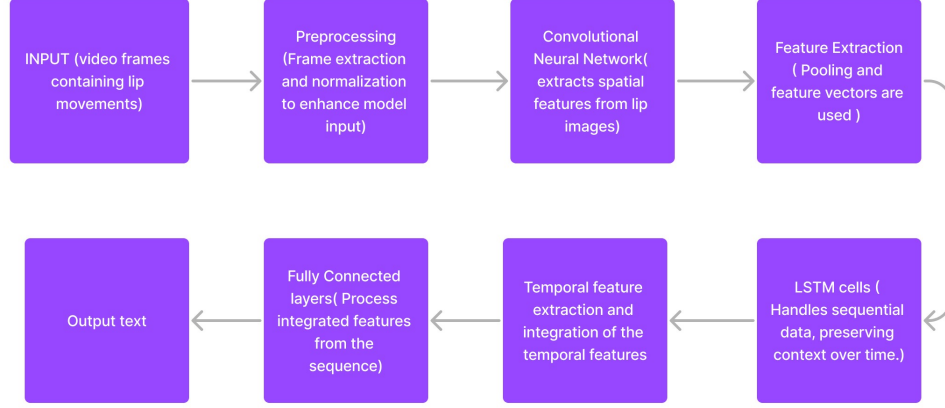 INPUT (video frames
containing lip
movements)
Preprocessing
(Frame extraction
and normalization
to enhance model
input)
Convolutional
Neural Network(
extracts spatial
features from lip
images)
Feature Extraction
( Pooling and
feature vectors are
used )
Output text
Fully Connected
layers( Process
integrated features
from the
sequence)
Temporal feature
extraction and
integration of the
temporal features
LSTM cells (
Handles sequential
data, preserving
context over time.)